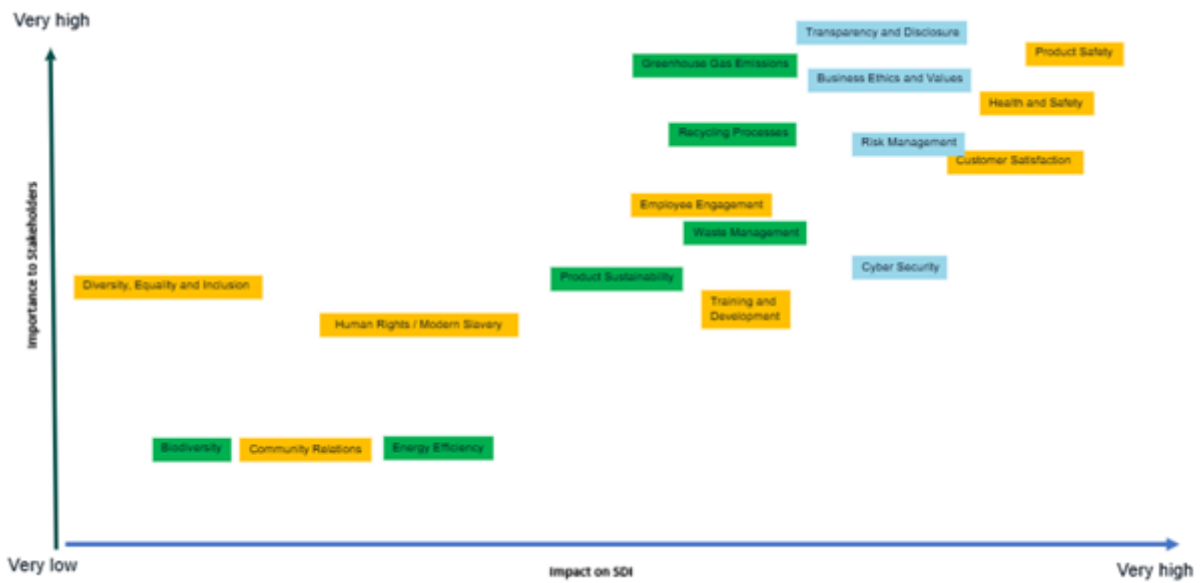 Very high
Transparency and Disclosure
Product Safety
Greenhouse Gas Emissions
Business Ethics and Values
Health and Safety
Recycling Processes
Risk Management
Customer Satisfaction
Importance to Stakeholders
Employee Engagement
Waste Management
Cyber Security
Product Sustainability
Diversity, Equality and Inclusion
Training and
Development
Human Rights / Modern Slavery
Biodiversity
Community Relations
Energy Efficiency
Very low
Impact on SDI
Very high